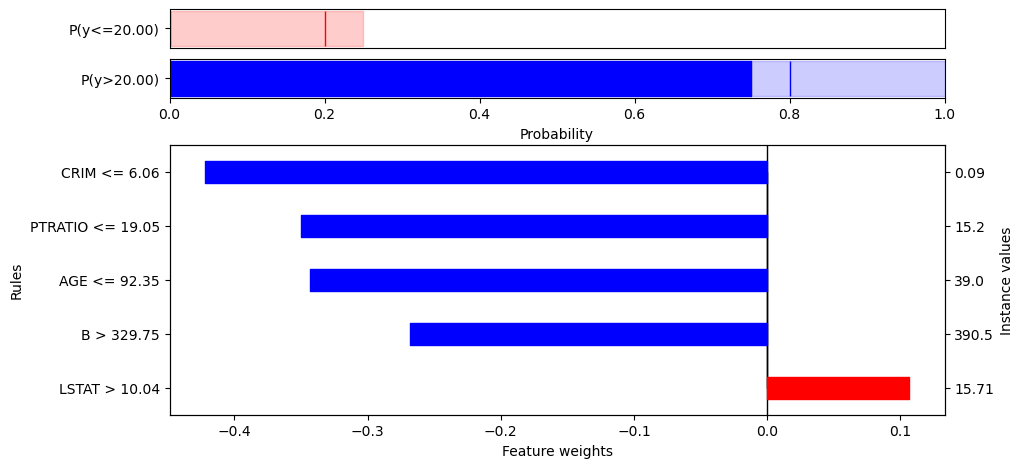 P(y<=20.00)
P(y>20.00)
0.0 0.2 0.4 0.6 0.8 1.0
Probability
CRIM <= 6.06 0.09
PTRATIO <= 19.05 15.2
AGE <= 92.35 39.0
B > 329.75 390.5
LSTAT > 10.04 15.71
Rules
Instance values
−0.4 −0.3 −0.2 −0.1 0.0 0.1
Feature weights